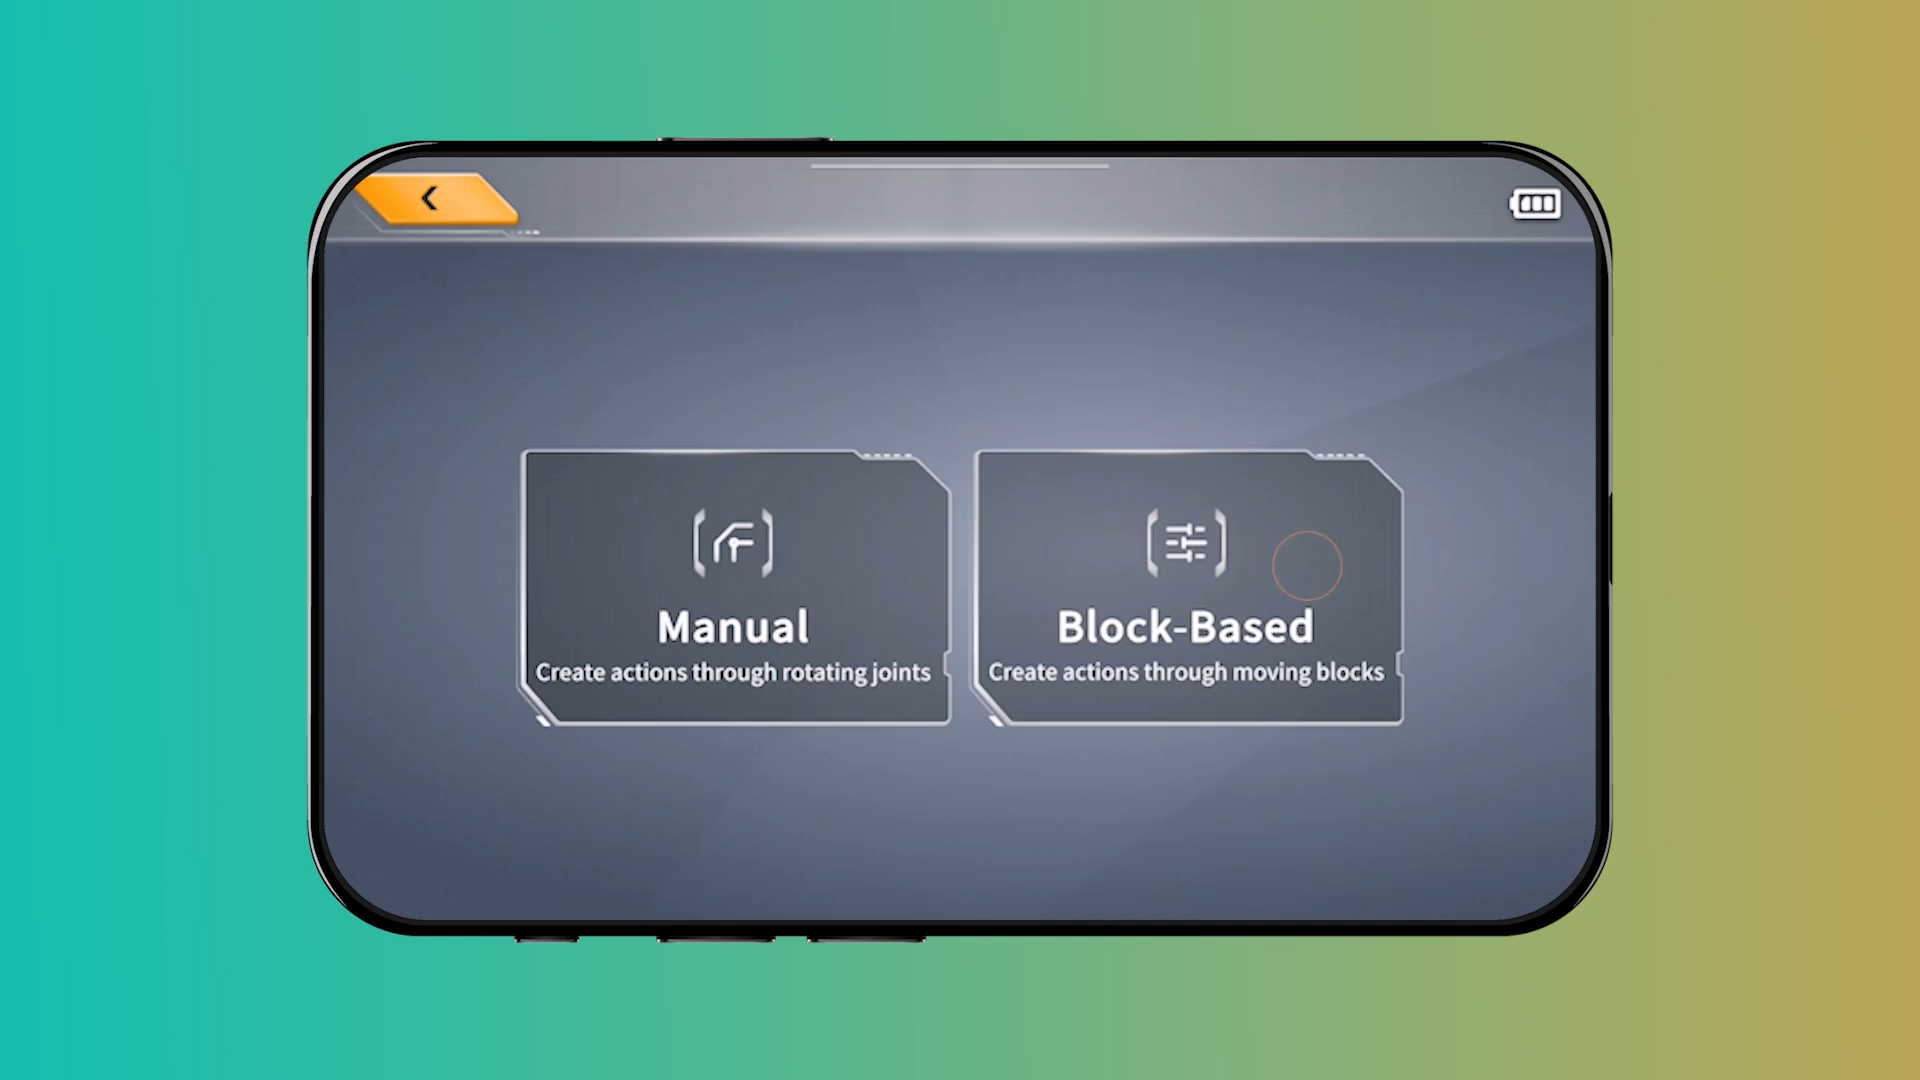 Manual
Create actions through rotating joints
Block-Based
Create actions through moving blocks